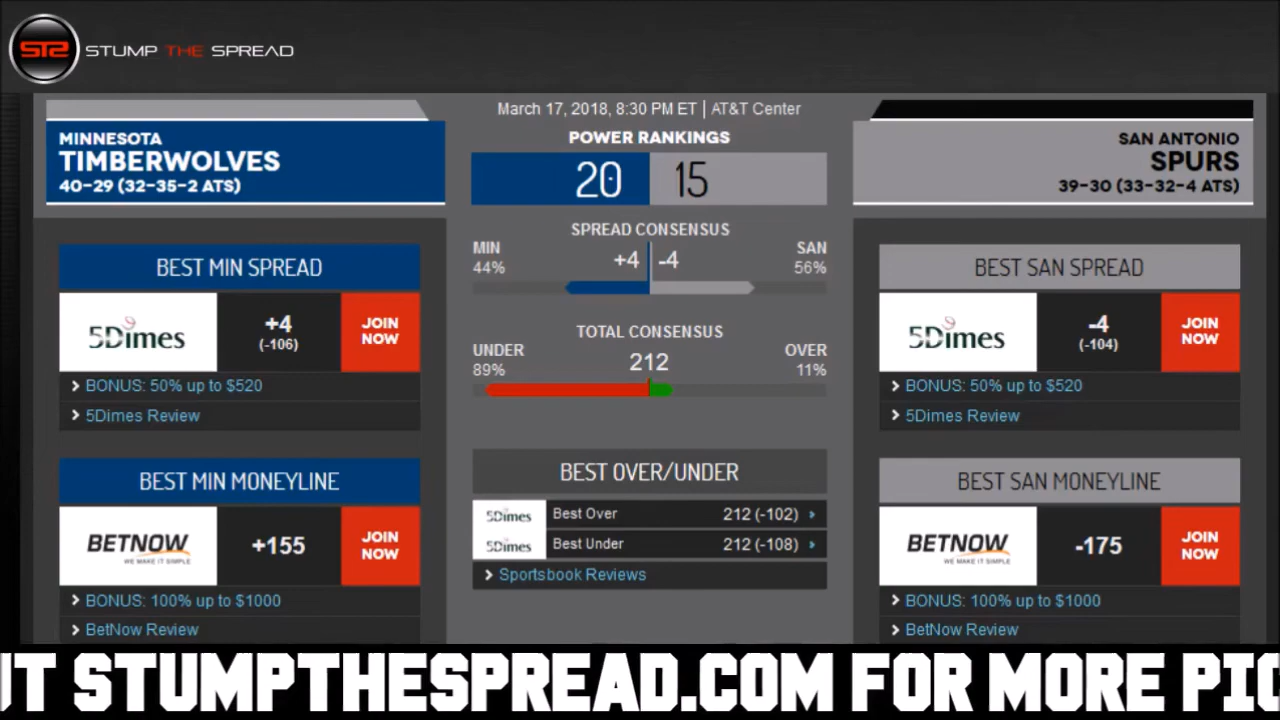 STS STUMP THE SPREAD
March 17, 2018, 8:30 PM ET | AT&T Center
MINNESOTA
TIMBERWOLVES
40-29 (32-35-2 ATS)
POWER RANKINGS
20 15
SAN ANTONIO
SPURS
39-30 (33-32-4 ATS)
BEST MIN SPREAD
5Dimes
+4
(-106)
JOIN
NOW
BONUS: 50% up to $520
5Dimes Review
BEST MIN MONEYLINE
BETNOW
WE MAKE IT SIMPLE
+155
JOIN
NOW
BONUS: 100% up to $1000
BetNow Review
SPREAD CONSENSUS
MIN
44%
+4 -4
SAN
56%
TOTAL CONSENSUS
UNDER
89%
212
OVER
11%
BEST OVER/UNDER
5Dimes Best Over 212 (-102)
5Dimes Best Under 212 (-108)
Sportsbook Reviews
BEST SAN SPREAD
5Dimes
-4
(-104)
JOIN
NOW
BONUS: 50% up to $520
5Dimes Review
BEST SAN MONEYLINE
BETNOW
WE MAKE IT SIMPLE
-175
JOIN
NOW
BONUS: 100% up to $1000
BetNow Review
UT STUMPTHESPREAD.COM FOR MORE PIC